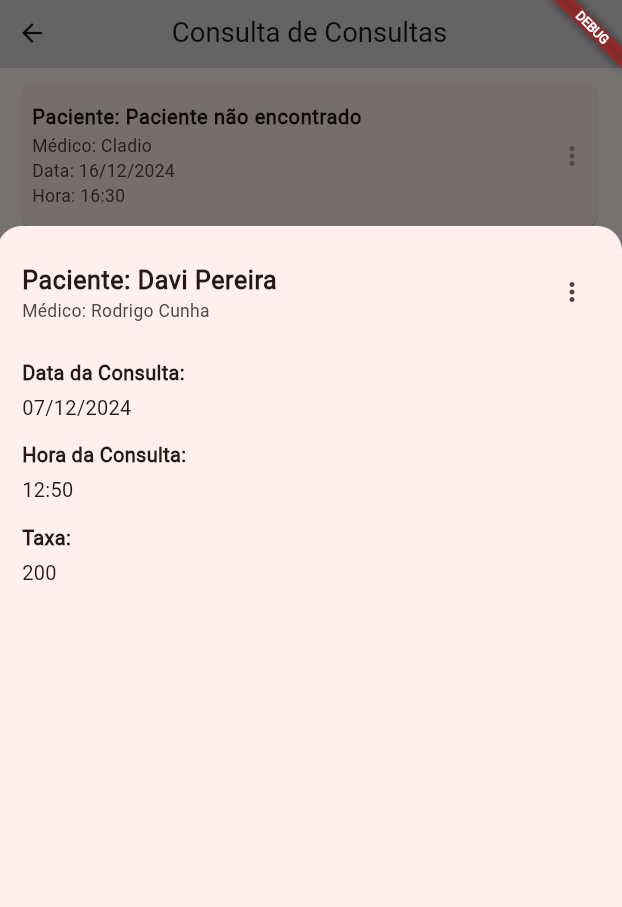 Consulta de Consultas
DEBUG
Paciente: Paciente não encontrado
Médico: Cladio
Data: 16/12/2024
Hora: 16:30
Paciente: Davi Pereira
Médico: Rodrigo Cunha
Data da Consulta:
07/12/2024
Hora da Consulta:
12:50
Taxa:
200